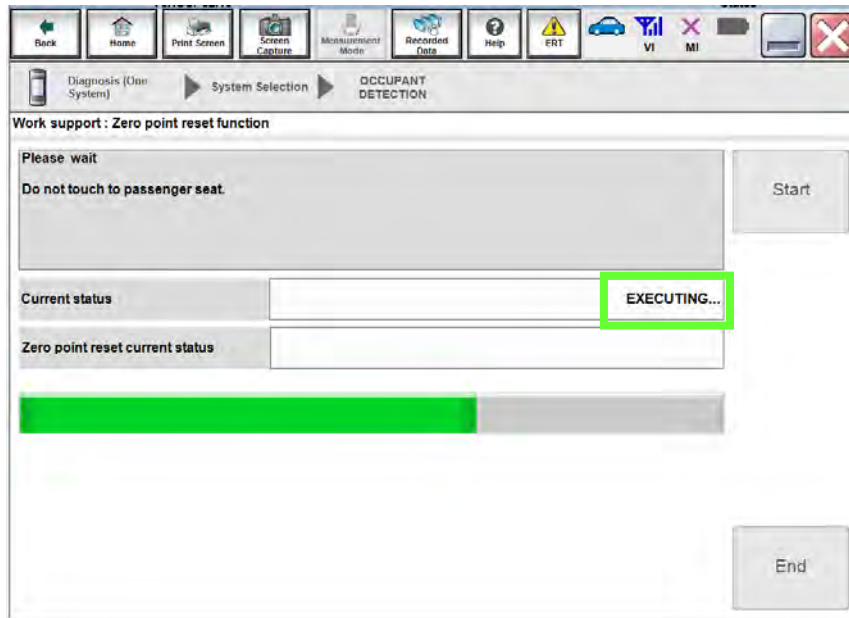 Status
Back
Home
Print Screen
Screen
Capture
Measurement
Mode
Recorded
Data
Help
ERT
VI
MI
Diagnosis (One
System)
System Selection
OCCUPANT
DETECTION
Work support : Zero point reset function
Please wait
Do not touch to passenger seat.
Start
Current status
EXECUTING...
Zero point reset current status
End